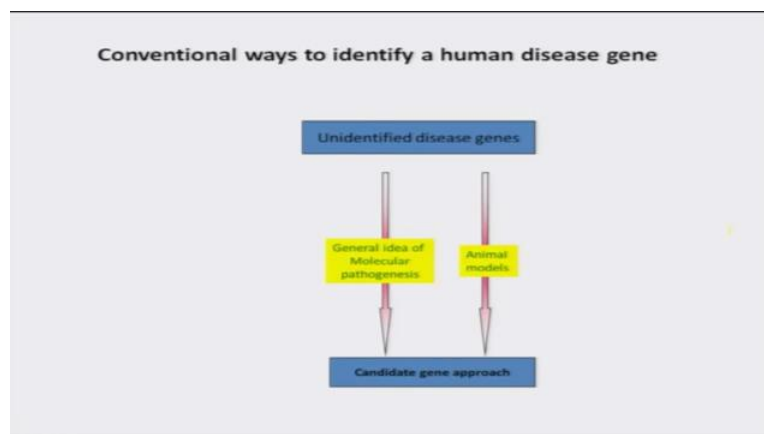 Conventional ways to identify a human disease gene
Unidentified disease genes
General idea of
Molecular
pathogenesis
Animal
models
Candidate gene approach